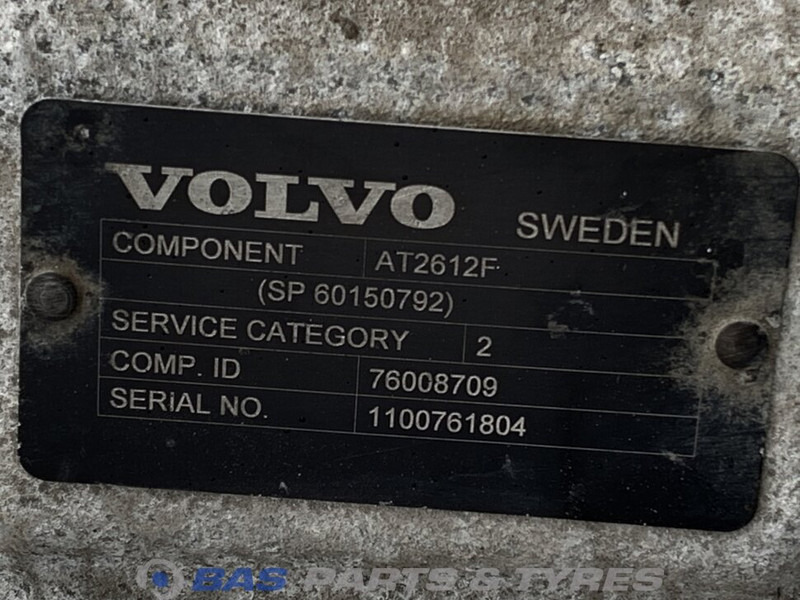 VOLVO SWEDEN
COMPONENT AT2612F
(SP 60150792)
SERVICE CATEGORY 2
COMP. ID 76008709
SERIAL NO. 1100761804
BAS PARTS & TYRES